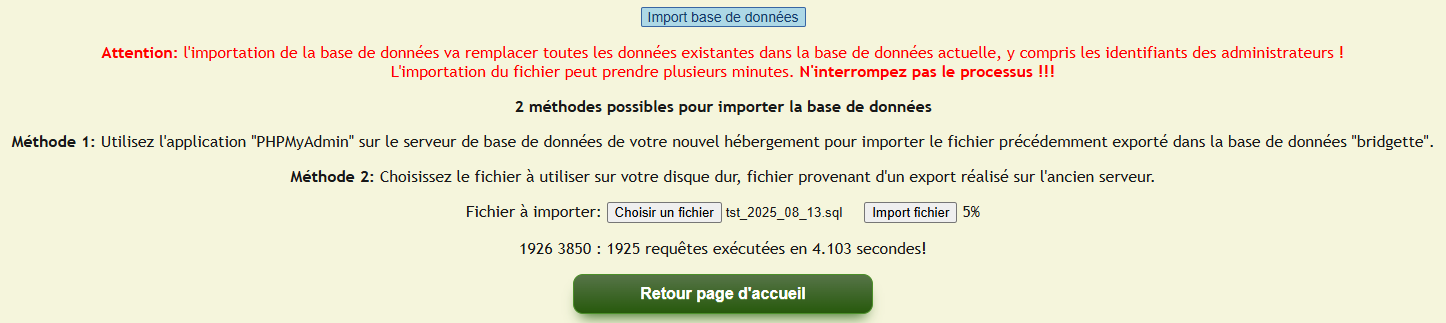 Import base de données
Attention: l'importation de la base de données va remplacer toutes les données existantes dans la base de données actuelle, y compris les identifiants des administrateurs !
L'importation du fichier peut prendre plusieurs minutes. N'interrompez pas le processus !!!
2 méthodes possibles pour importer la base de données
Méthode 1: Utilisez l'application "PHPMyAdmin" sur le serveur de base de données de votre nouvel hébergement pour importer le fichier précédemment exporté dans la base de données "bridgette".
Méthode 2: Choisissez le fichier à utiliser sur votre disque dur, fichier provenant d'un export réalisé sur l'ancien serveur.
Fichier à importer: Choisir un fichier tst_2025_08_13.sql Import fichier 5%
1926 3850 : 1925 requêtes exécutées en 4.103 secondes!
Retour page d'accueil